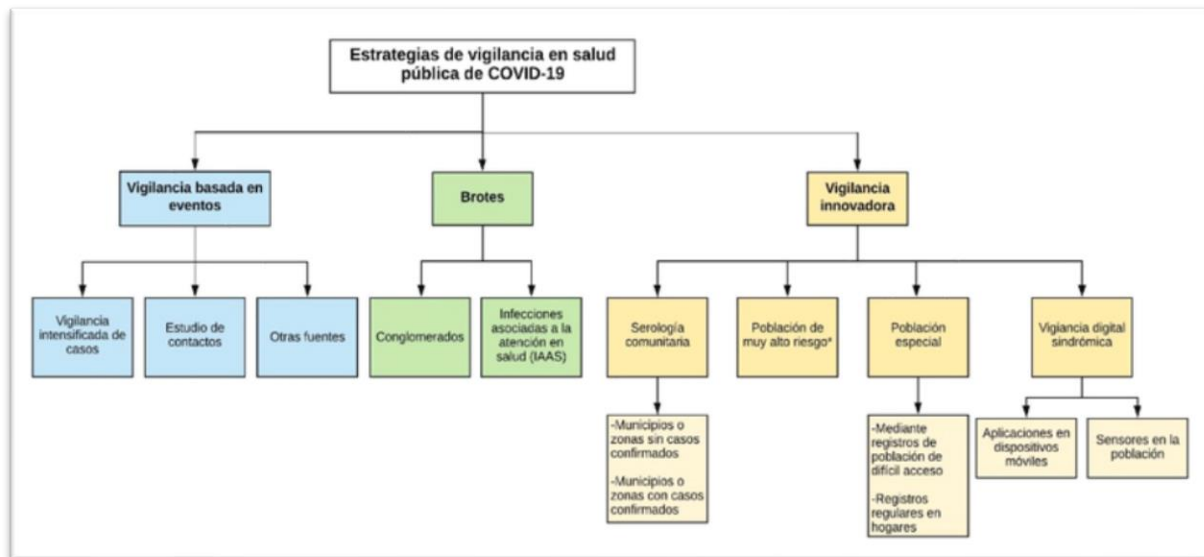 Estrategias de vigilancia en salud
pública de COVID-19
Vigilancia basada en
eventos
Brotes
Vigilancia
innovadora
Vigilancia
intensificada de
casos
Estudio de
contactos
Otras fuentes
Conglomerados
Infecciones
asociadas a la
atención en
salud (IAAS)
Serología
comunitaria
Población de
muy alto riesgo*
Población
especial
Vigiancia digital
sindrómica
-Municipios o
zonas sin casos
confirmados
-Municipios o
zonas con casos
confirmados
-Mediante
registros de
población de
difícil acceso
-Registros
regulares en
hogares
Aplicaciones en
dispositivos
móviles
Sensores en la
población